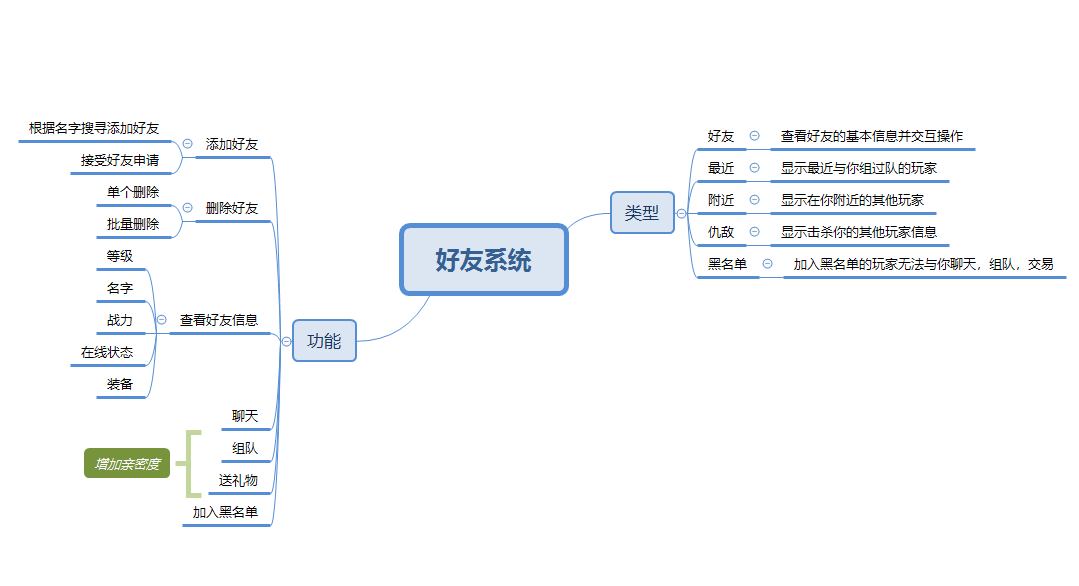 好友系统
类型
好友
查看好友的基本信息并交互操作
最近
显示最近与你组过队的玩家
附近
显示在你附近的其他玩家
仇敌
显示击杀你的其他玩家信息
黑名单
加入黑名单的玩家无法与你聊天，组队，交易
功能
添加好友
根据名字搜寻添加好友
接受好友申请
删除好友
单个删除
批量删除
查看好友信息
等级
名字
战力
在线状态
装备
聊天
组队
送礼物
增加亲密度
加入黑名单